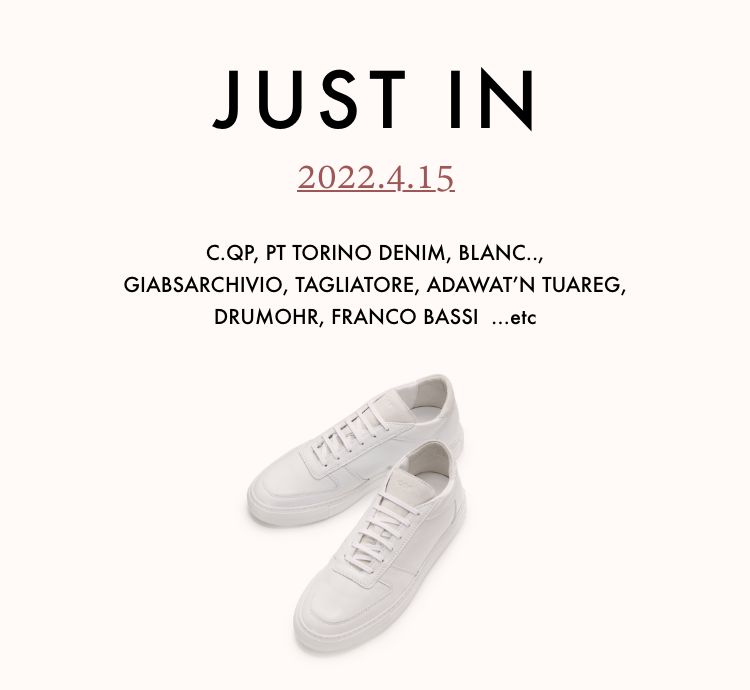 JUST IN
2022.4.15
C.QP, PT TORINO DENIM, BLANC..,
GIABSARCHIVIO, TAGLIATORE, ADAWAT’N TUAREG,
DRUMOHR, FRANCO BASSI ...etc